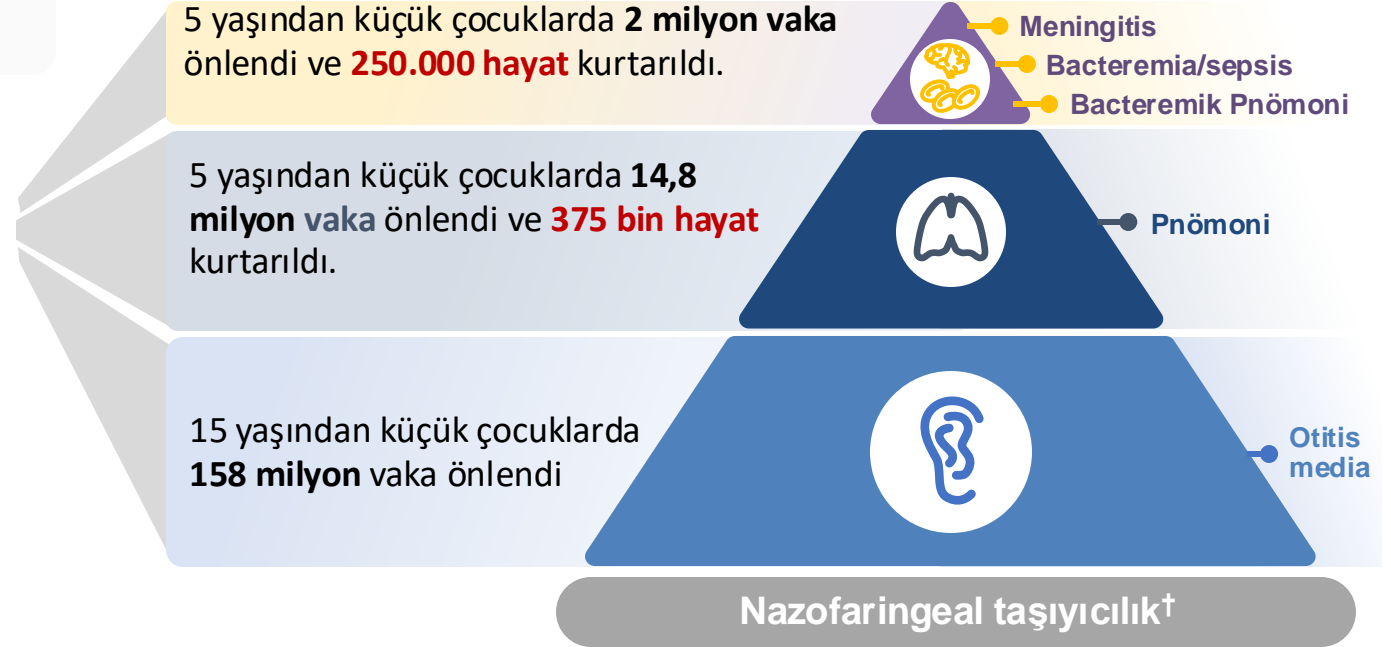 5 yaşından küçük çocuklarda 2 milyon vaka
önlendi ve 250.000 hayat kurtarıldı.
Meningitis
Bacteremia/sepsis
Bacteremik Pnömoni
5 yaşından küçük çocuklarda 14,8
milyon vaka önlendi ve 375 bin hayat
kurtarıldı.
Pnömoni
15 yaşından küçük çocuklarda
158 milyon vaka önlendi
Otitis
media
Nazofaringeal taşıyıcılık†